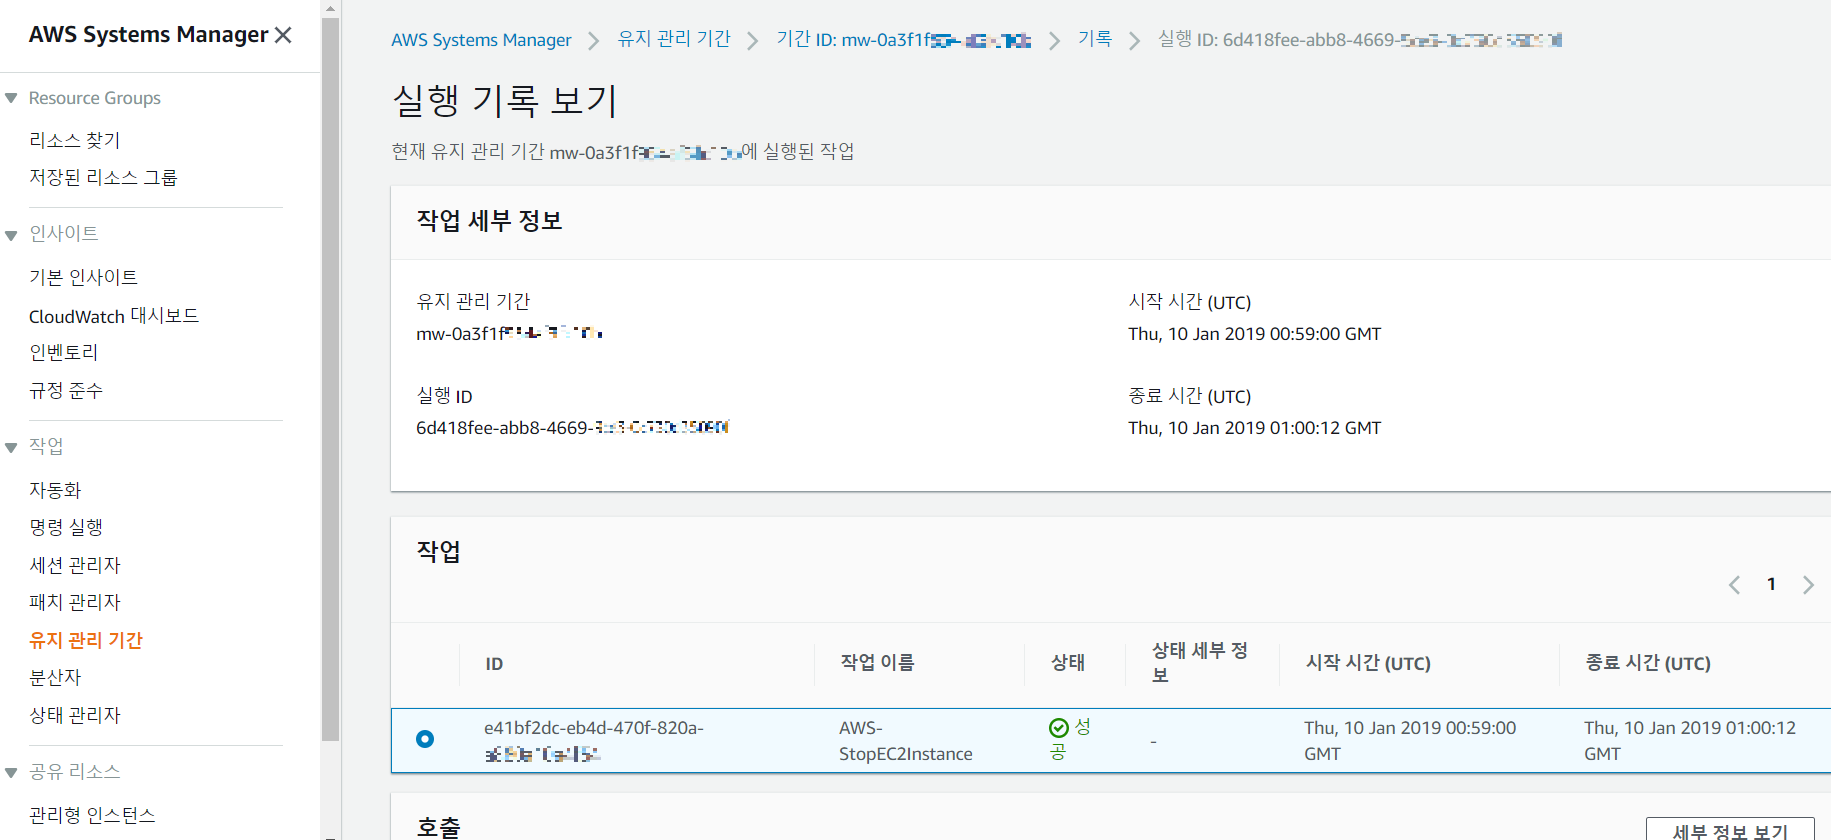 AWS Systems Manager
Resource Groups
리소스 찾기
저장된 리소스 그룹
인사이트
기본 인사이트
CloudWatch 대시보드
인벤토리
규정 준수
작업
자동화
명령 실행
세션 관리자
패치 관리자
유지 관리 기간
분산자
상태 관리자
공유 리소스
관리형 인스턴스
AWS Systems Manager 유지 관리 기간 기간 ID: mw-0a3f1f 기록 실행 ID: 6d418fee-abb8-4669-
실행 기록 보기
현재 유지 관리 기간 mw-0a3f1f 에 실행된 작업
작업 세부 정보
유지 관리 기간
mw-0a3f1f
시작 시간 (UTC)
Thu, 10 Jan 2019 00:59:00 GMT
실행 ID
6d418fee-abb8-4669-
종료 시간 (UTC)
Thu, 10 Jan 2019 01:00:12 GMT
작업
1
ID
작업 이름
상태
상태 세부 정
보
시작 시간 (UTC)
종료 시간 (UTC)
e41bf2dc-eb4d-470f-820a-
AWS-
StopEC2Instance
성
공
-
Thu, 10 Jan 2019 00:59:00
GMT
Thu, 10 Jan 2019 01:00:12
GMT
호출
세부 정보 보기